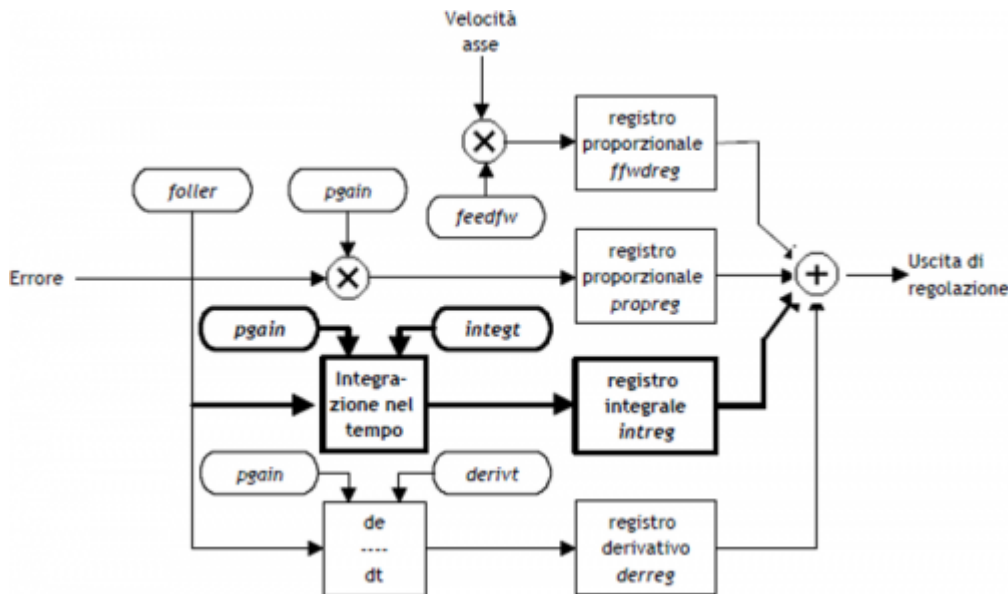 Velocità
asse
registro
proporzionale
ffwdreg
foller
pgain
feedfw
Errore
registro
proporzionale
propreg
Uscita di
regolazione
pgain
integt
Integra-
zione nel
tempo
registro
integrale
intreg
pgain
derivt
de
----
dt
registro
derivativo
derreg